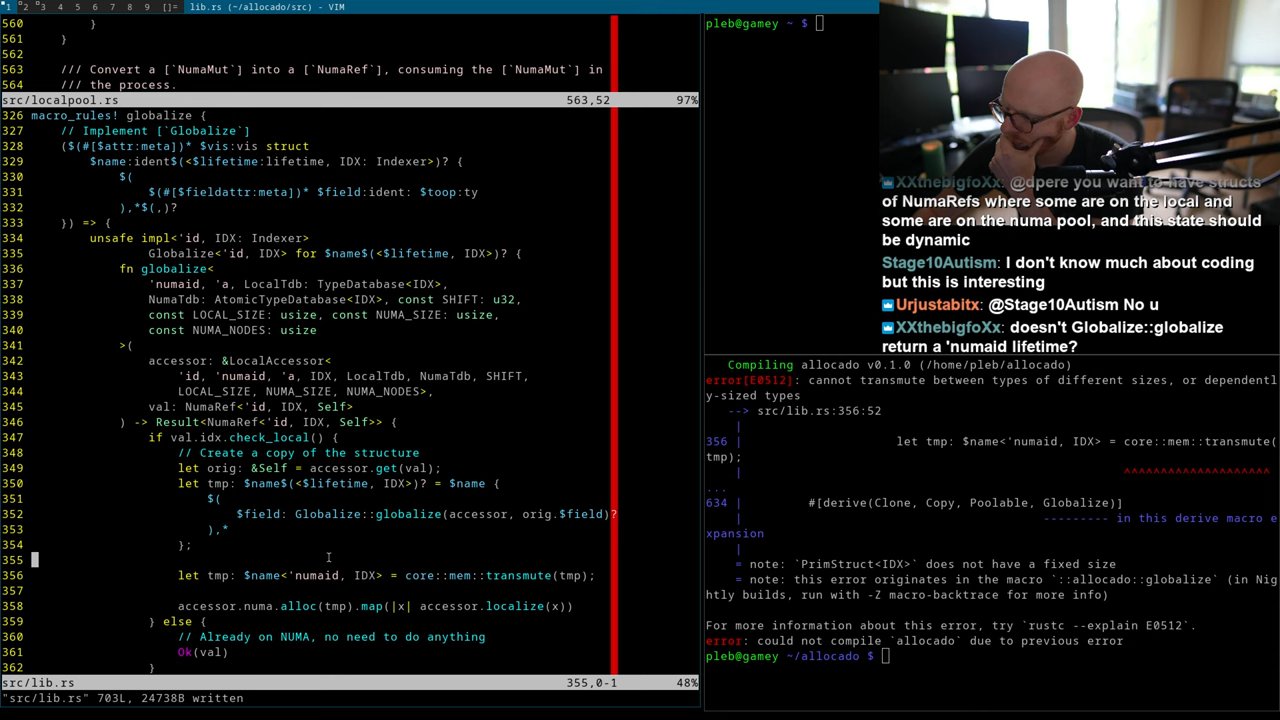 1 2 3 4 5 6 7 8 9 []= lib.rs (~/allocado/src) - VIM
560 }
561 }
562
563 /// Convert a [`NumaMut`] into a [`NumaRef`], consuming the [`NumaMut`] in
564 /// the process.
src/localpool.rs 563,52 97%
326 macro_rules! globalize {
327 // Implement [`Globalize`]
328 ($(#[$attr:meta])* $vis:vis struct
329 $name:ident$(<$lifetime:lifetime, IDX: Indexer>)? {
330 $(
331 $(#[$fieldattr:meta])* $field:ident: $toop:ty
332 ),*$(,)?
333 }) => {
334 unsafe impl<'id, IDX: Indexer>
335 Globalize<'id, IDX> for $name$(<$lifetime, IDX>)? {
336 fn globalize<
337 'numaid, 'a, LocalTdb: TypeDatabase<IDX>,
338 NumaTdb: AtomicTypeDatabase<IDX>, const SHIFT: u32,
339 const LOCAL_SIZE: usize, const NUMA_SIZE: usize,
340 const NUMA_NODES: usize
341 >(
342 accessor: &LocalAccessor<
343 'id, 'numaid, 'a, IDX, LocalTdb, NumaTdb, SHIFT,
344 LOCAL_SIZE, NUMA_SIZE, NUMA_NODES>,
345 val: NumaRef<'id, IDX, Self>
346 ) -> Result<NumaRef<'id, IDX, Self>> {
347 if val.idx.check_local() {
348 // Create a copy of the structure
349 let orig: &Self = accessor.get(val);
350 let tmp: $name$(<$lifetime, IDX>)? = $name {
351 $(
352 $field: Globalize::globalize(accessor, orig.$field)?
353 ),*
354 };
355
356 let tmp: $name<'numaid, IDX> = core::mem::transmute(tmp);
357
358 accessor.numa.alloc(tmp).map(|x| accessor.localize(x))
359 } else {
360 // Already on NUMA, no need to do anything
361 Ok(val)
362 }
src/lib.rs 355,0-1 48%
"src/lib.rs" 703L, 24738B written
pleb@gamey ~ $
XXthebigfoXx: @dpere you want to have structs
of NumaRefs where some are on the local and
some are on the numa pool, and this state should
be dynamic
Stage10Autism: I don't know much about coding
but this is interesting
Urjustabitx: @Stage10Autism No u
XXthebigfoXx: doesn't Globalize::globalize
return a 'numaid lifetime?
Compiling allocado v0.1.0 (/home/pleb/allocado)
error[E0512]: cannot transmute between types of different sizes, or dependentl
y-sized types
--> src/lib.rs:356:52
|
356 | let tmp: $name<'numaid, IDX> = core::mem::transmute(
tmp);
| ^^^^^^^^^^^^^^^^^^^^
...
634 | #[derive(Clone, Copy, Poolable, Globalize)]
| --------- in this derive macro e
xpansion
|
= note: `PrimStruct<IDX>` does not have a fixed size
= note: this error originates in the macro `::allocado::globalize` (in Nig
htly builds, run with -Z macro-backtrace for more info)
For more information about this error, try `rustc --explain E0512`.
error: could not compile `allocado` due to previous error
pleb@gamey ~/allocado $